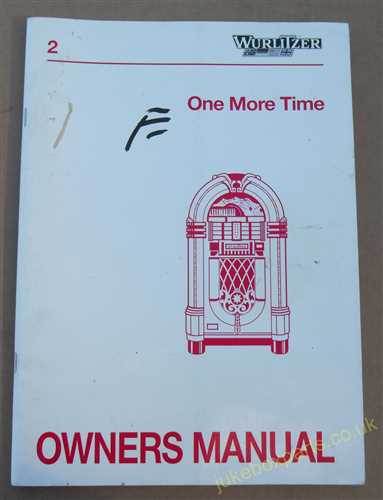 2
WURLITZER
One More Time
F
OWNERS MANUAL
jukeboxparts.co.uk